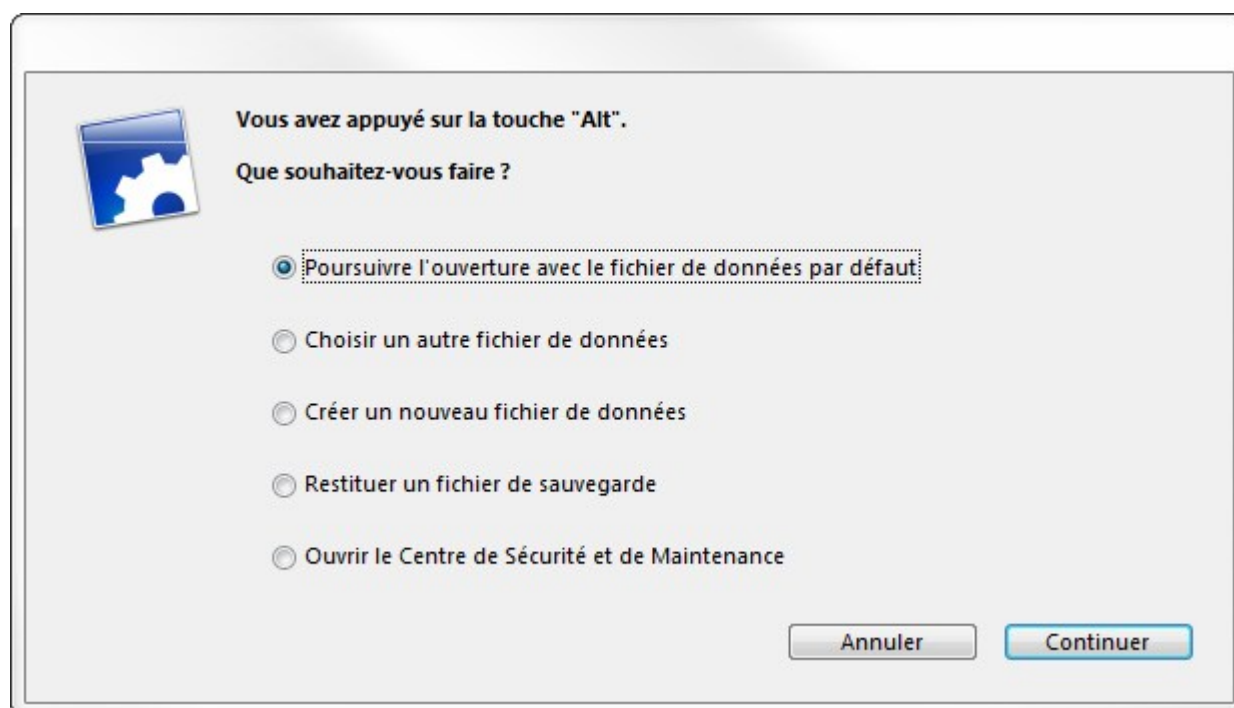 Vous avez appuyé sur la touche "Alt".
Que souhaitez-vous faire ?
Poursuivre l'ouverture avec le fichier de données par défaut
Choisir un autre fichier de données
Créer un nouveau fichier de données
Restituer un fichier de sauvegarde
Ouvrir le Centre de Sécurité et de Maintenance
Annuler
Continuer